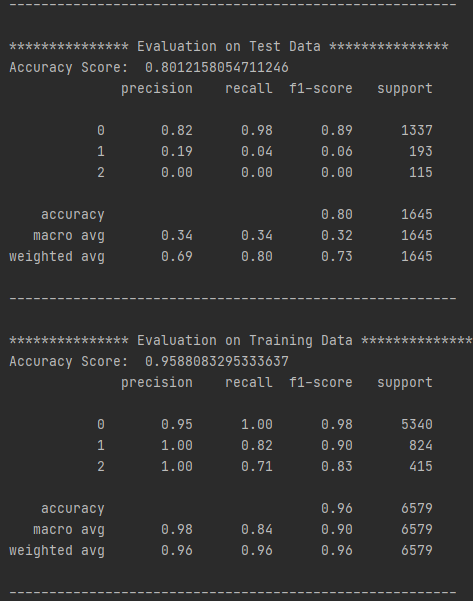 --------------------------------------------------------
*************** Evaluation on Test Data ***************
Accuracy Score:  0.8012158054711246
              precision    recall  f1-score   support

           0       0.82      0.98      0.89      1337
           1       0.19      0.04      0.06       193
           2       0.00      0.00      0.00       115

    accuracy                           0.80      1645
   macro avg       0.34      0.34      0.32      1645
weighted avg       0.69      0.80      0.73      1645

--------------------------------------------------------

*************** Evaluation on Training Data **************
Accuracy Score:  0.9588083295333637
              precision    recall  f1-score   support

           0       0.95      1.00      0.98      5340
           1       1.00      0.82      0.90       824
           2       1.00      0.71      0.83       415

    accuracy                           0.96      6579
   macro avg       0.98      0.84      0.90      6579
weighted avg       0.96      0.96      0.96      6579

--------------------------------------------------------